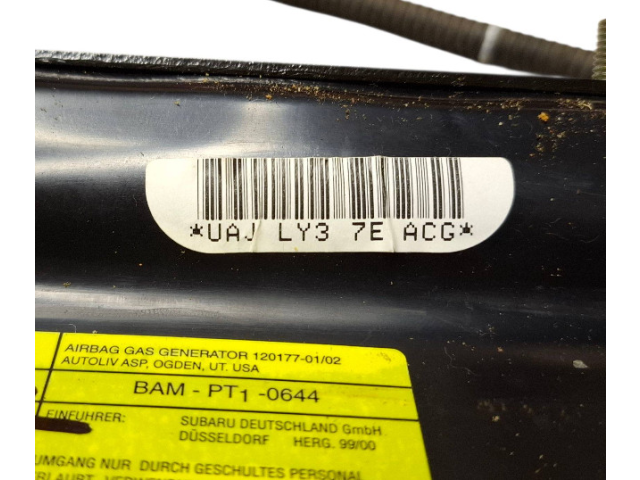 *UAJ LY3 7E ACG*
AIRBAG GAS GENERATOR 120177-01/02
AUTOLIV ASP, OGDEN, UT. USA
BAM - PT1 -0644
EINFUHRER: SUBARU DEUTSCHLAND GmbH
DÜSSELDORF HERG. 99/00
UMGANG NUR DURCH GESCHULTES PERSONAL